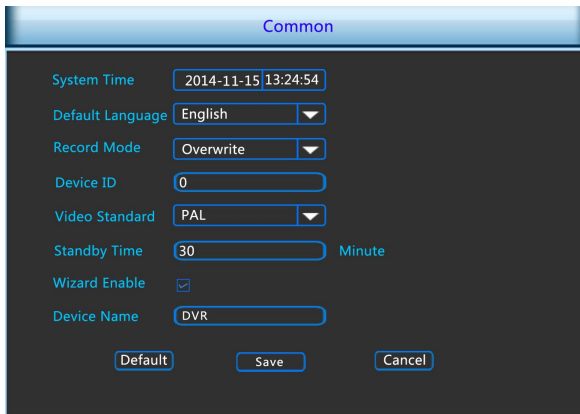 Common
System Time 2014-11-15 13:24:54
Default Language English
Record Mode Overwrite
Device ID 0
Video Standard PAL
Standby Time 30 Minute
Wizard Enable
Device Name DVR
Default Save Cancel